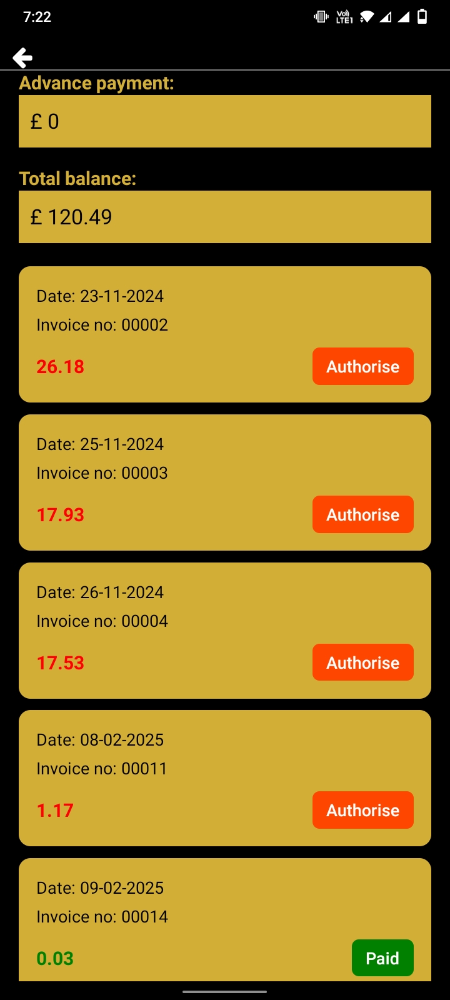 7:22
Vo)) LTE1
Advance payment:
£ 0
Total balance:
£ 120.49
Date: 23-11-2024
Invoice no: 00002
26.18 Authorise
Date: 25-11-2024
Invoice no: 00003
17.93 Authorise
Date: 26-11-2024
Invoice no: 00004
17.53 Authorise
Date: 08-02-2025
Invoice no: 00011
1.17 Authorise
Date: 09-02-2025
Invoice no: 00014
0.03 Paid